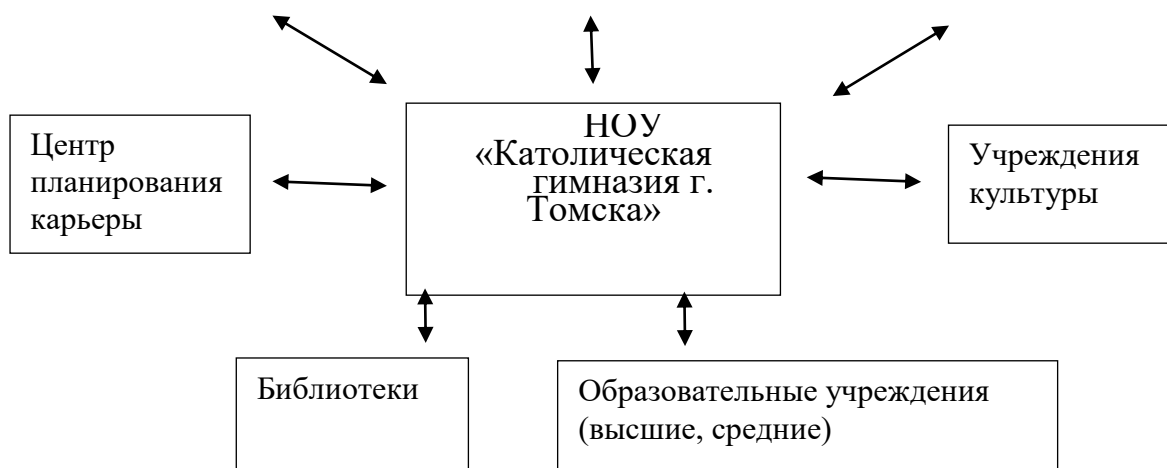 НОУ
«Католическая
гимназия г.
Томска»
Центр
планирования
карьеры
Учреждения
культуры
Библиотеки
Образовательные учреждения
(высшие, средние)